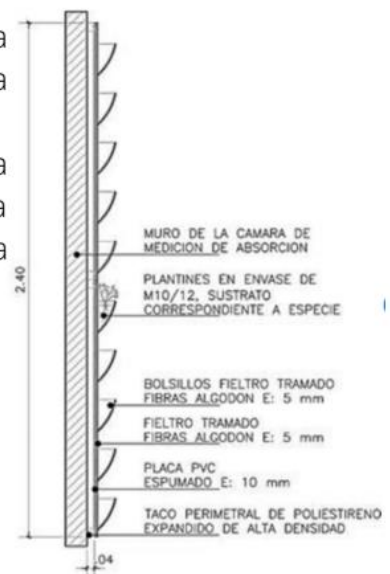 a
a
a
a
a
MURO DE LA CAMARA DE
MEDICION DE ABSORCION
PLANTINES EN ENVASE DE
M10/12, SUSTRATO
CORRESPONDIENTE A ESPECIE
2.40
BOLSILLOS FIELTRO TRAMADO
FIBRAS ALGODON E: 5 mm
FIELTRO TRAMADO
FIBRAS ALGODON E: 5 mm
PLACA PVC
ESPUMADO E: 10 mm
TACO PERIMETRAL DE POLIESTIRENO
EXPANDIDO DE ALTA DENSIDAD
.04